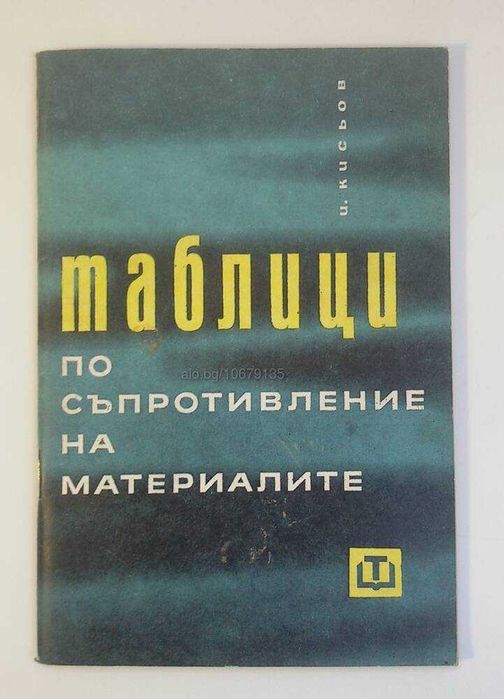 и. кисьов
таблици
ПО
СЪПРОТИВЛЕНИЕ
НА
МАТЕРИАЛИТЕ
Т
alo.bg/10679135